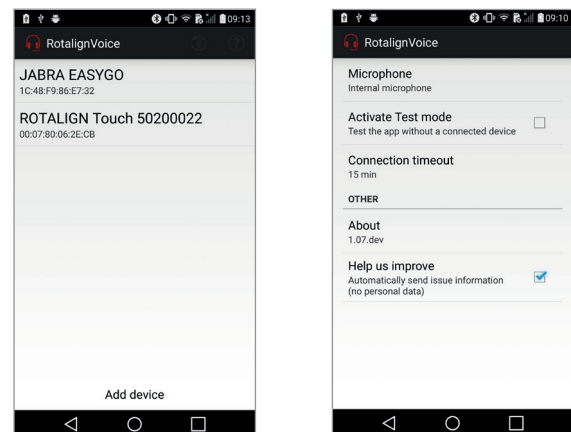 09:13
RotalignVoice
JABRA EASYGO
1C:48:F9:86:E7:32
ROTALIGN Touch 50200022
00:07:80:06:2E:CB
Add device
09:10
RotalignVoice
Microphone
Internal microphone
Activate Test mode
Test the app without a connected device
Connection timeout
15 min
OTHER
About
1.07.dev
Help us improve
Automatically send issue information
(no personal data)